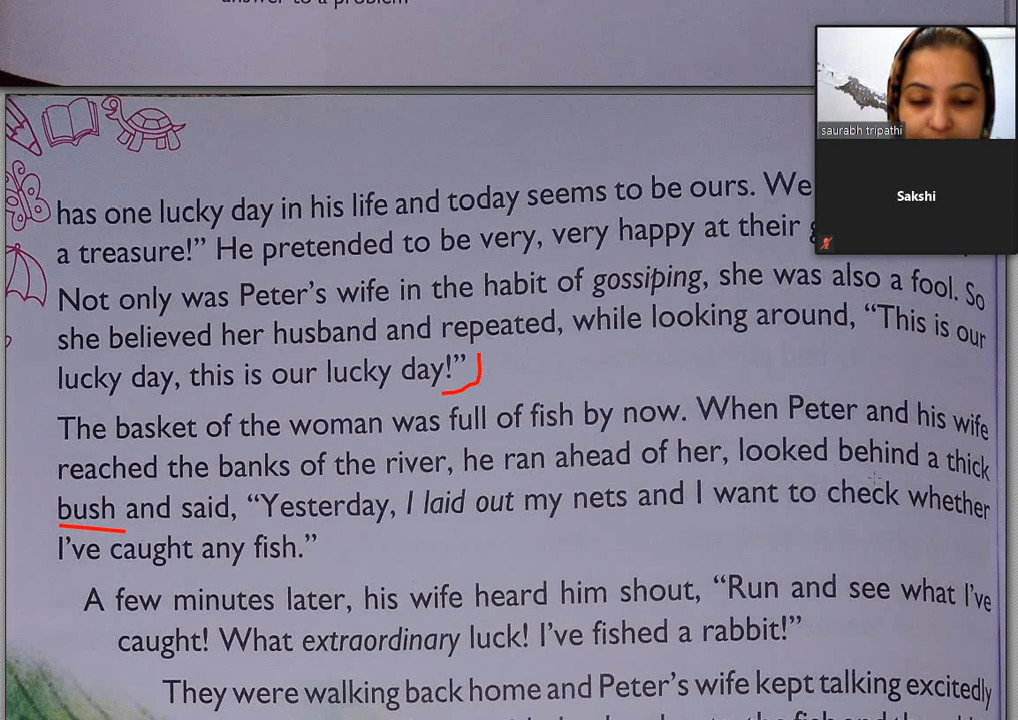 answer to a problem
saurabh tripathi
Sakshi
has one lucky day in his life and today seems to be ours. We
a treasure!” He pretended to be very, very happy at their
Not only was Peter’s wife in the habit of gossiping, she was also a fool. So
she believed her husband and repeated, while looking around, “This is our
lucky day, this is our lucky day!”
The basket of the woman was full of fish by now. When Peter and his wife
reached the banks of the river, he ran ahead of her, looked behind a thick
bush and said, “Yesterday, I laid out my nets and I want to check whether
I’ve caught any fish.”
A few minutes later, his wife heard him shout, “Run and see what I’ve
caught! What extraordinary luck! I’ve fished a rabbit!”
They were walking back home and Peter’s wife kept talking excitedly